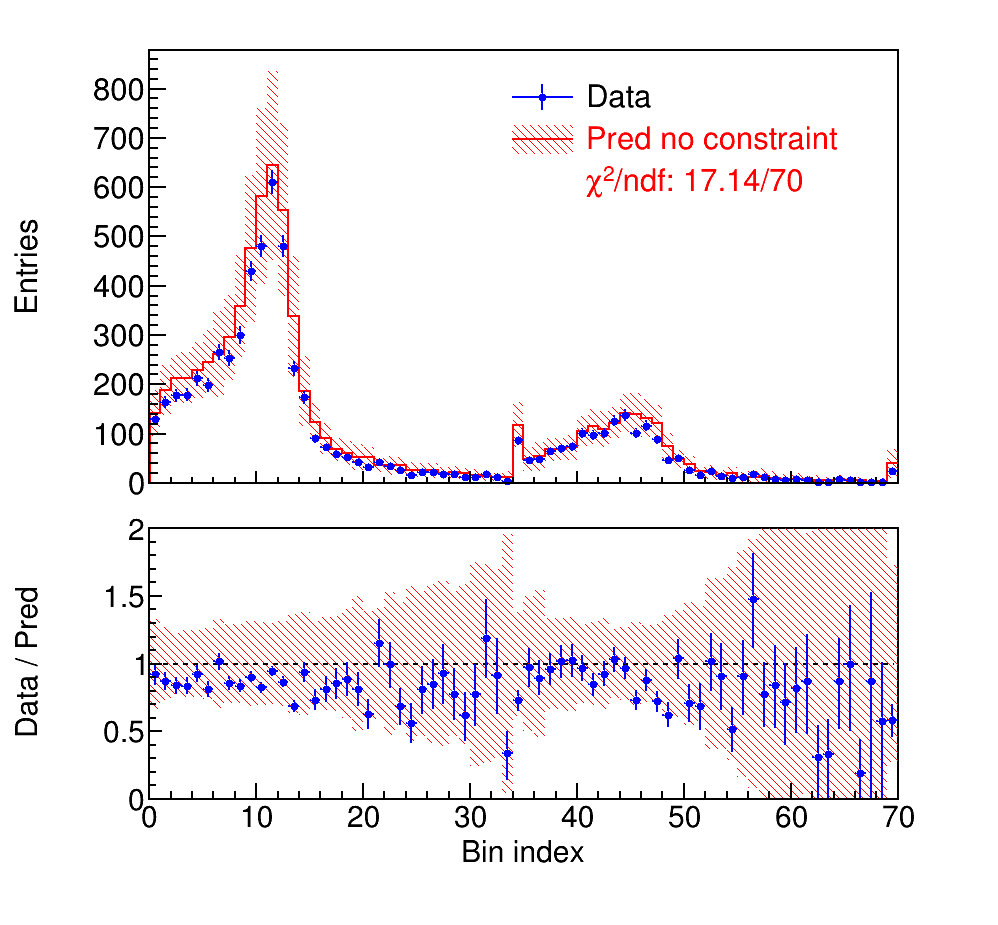 Entries
800
700
600
500
400
300
200
100
0
Data
Pred no constraint
χ²/ndf: 17.14/70
Data / Pred
2
1.5
1
0.5
0
0 10 20 30 40 50 60 70
Bin index